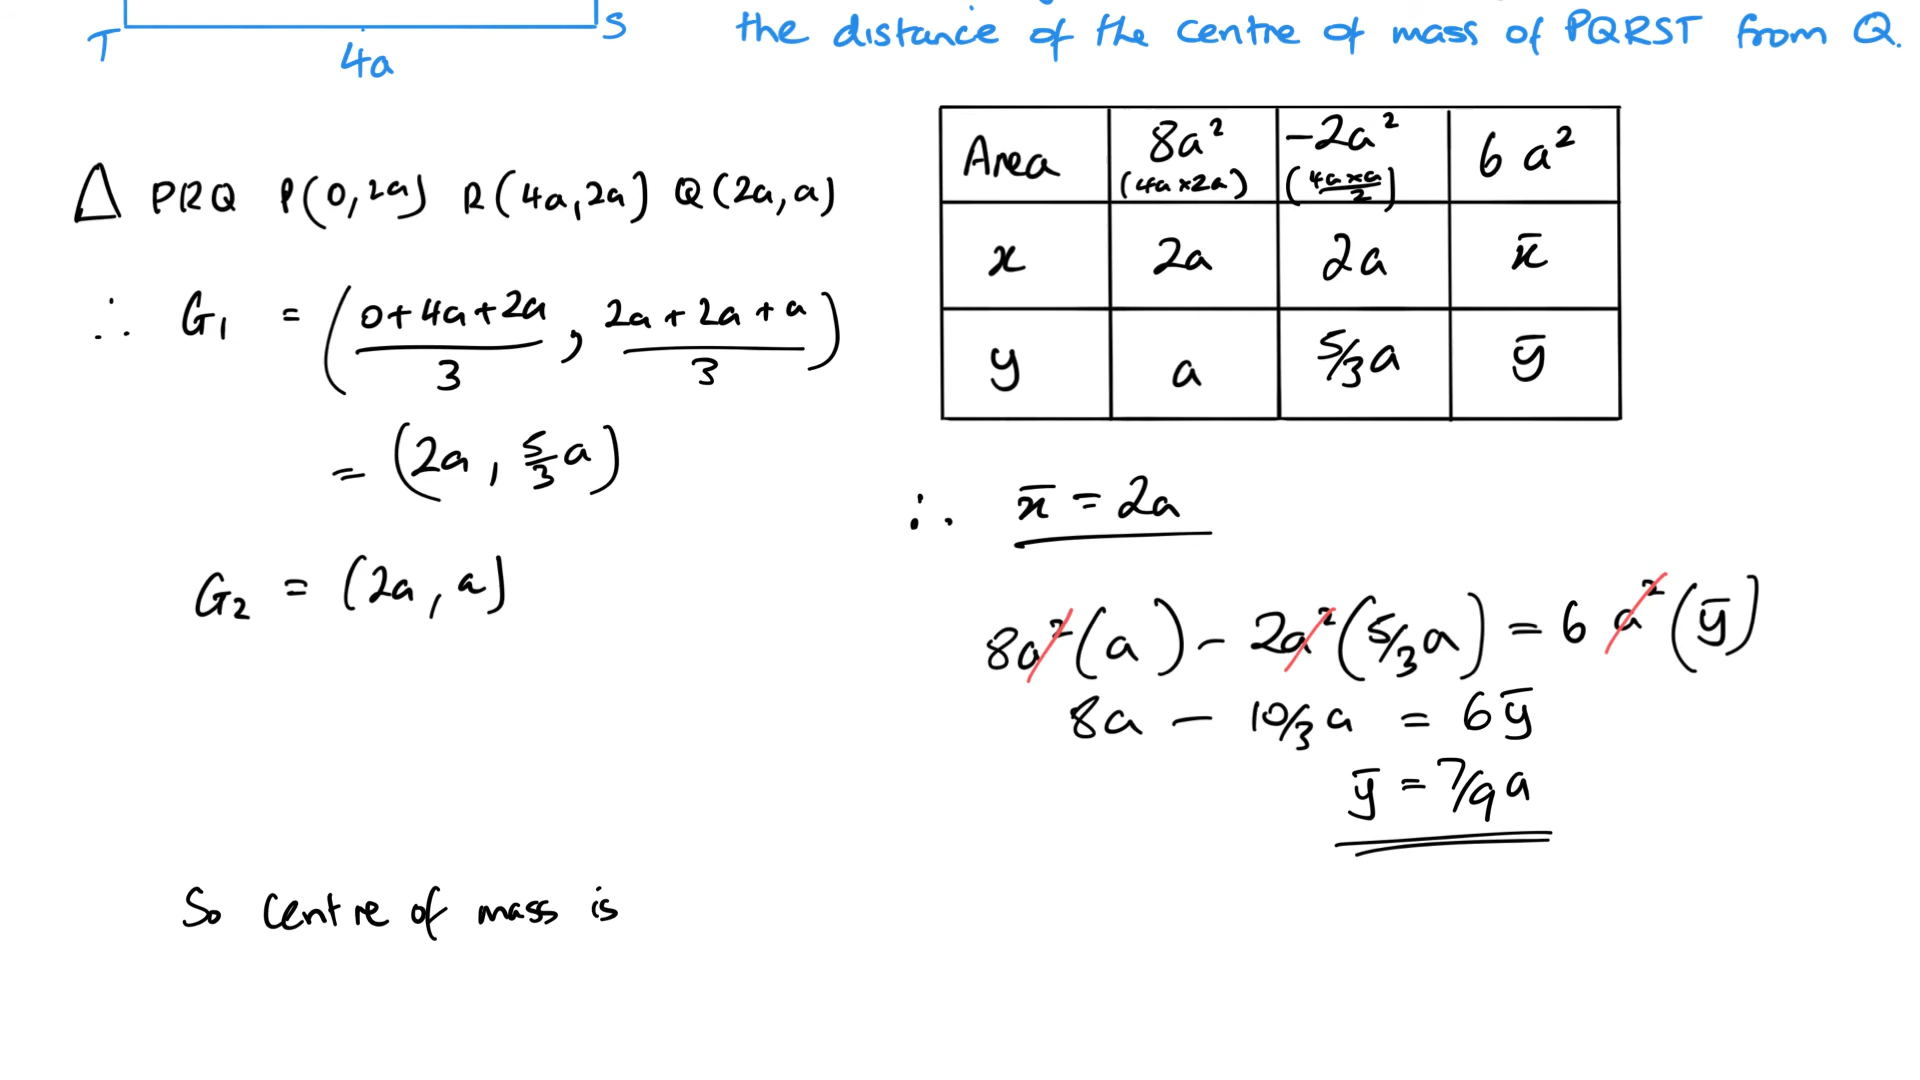 T S
4a
the distance of the centre of mass of PQRST from Q.
△ PRQ P(0,2a) R(4a,2a) Q(2a,a)
∴ G₁ = ( (0+4a+2a)/3 , (2a+2a+a)/3 )
= (2a, 5/3 a)
G₂ = (2a, a)
So centre of mass is
Area 8a² (4a×2a) -2a² (4a×a/2) 6a²
x 2a 2a x̄
y a 5/3a ȳ
∴ x̄ = 2a
8a²(a) - 2a²(5/3a) = 6a²(ȳ)
8a - 10/3a = 6ȳ
ȳ = 7/9a